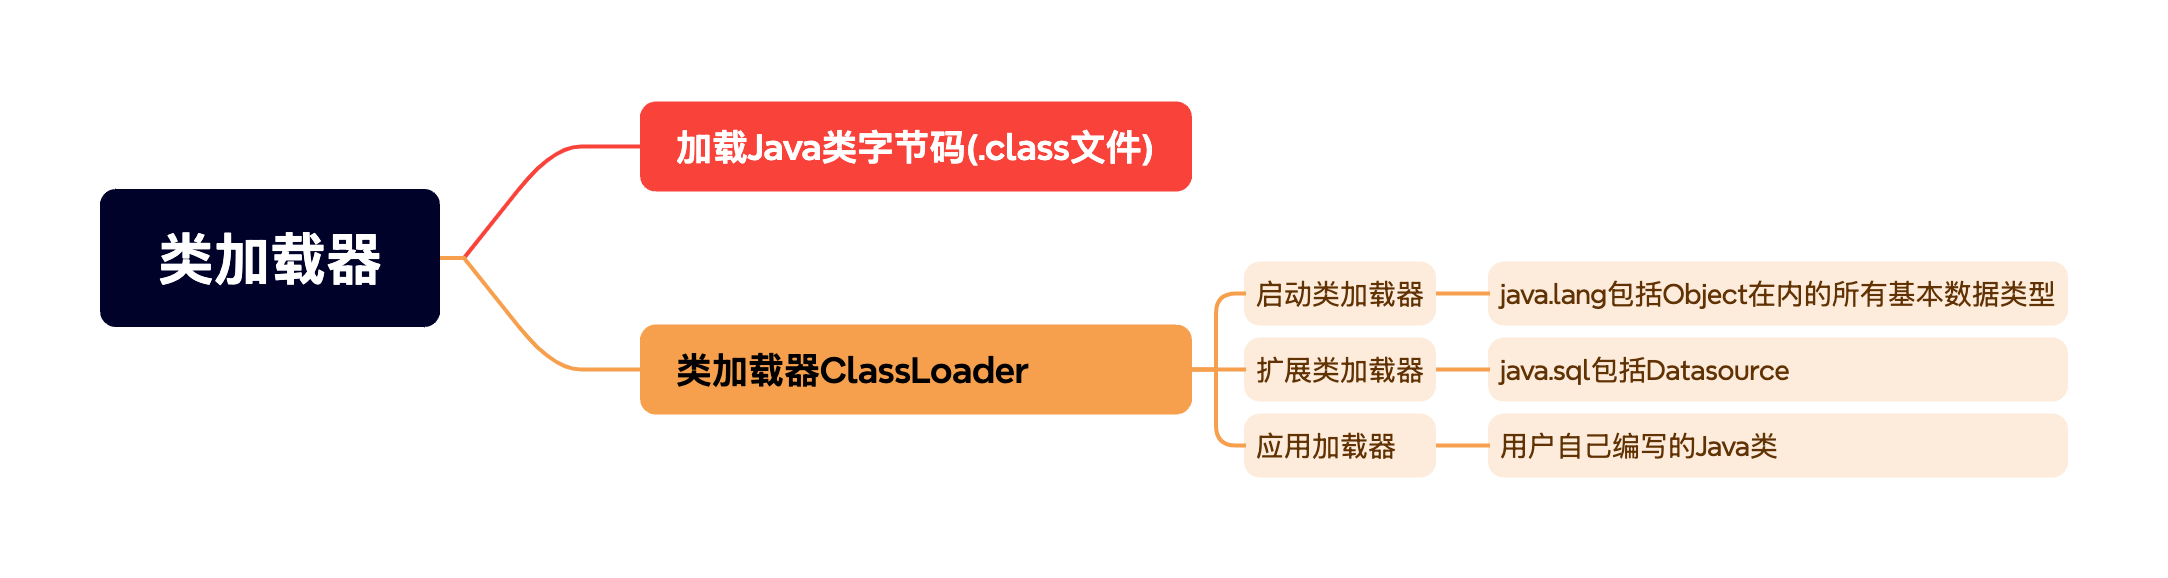 类加载器
加载Java类字节码(.class文件)
类加载器ClassLoader
启动类加载器
java.lang包括Object在内的所有基本数据类型
扩展类加载器
java.sql包括Datasource
应用加载器
用户自己编写的Java类